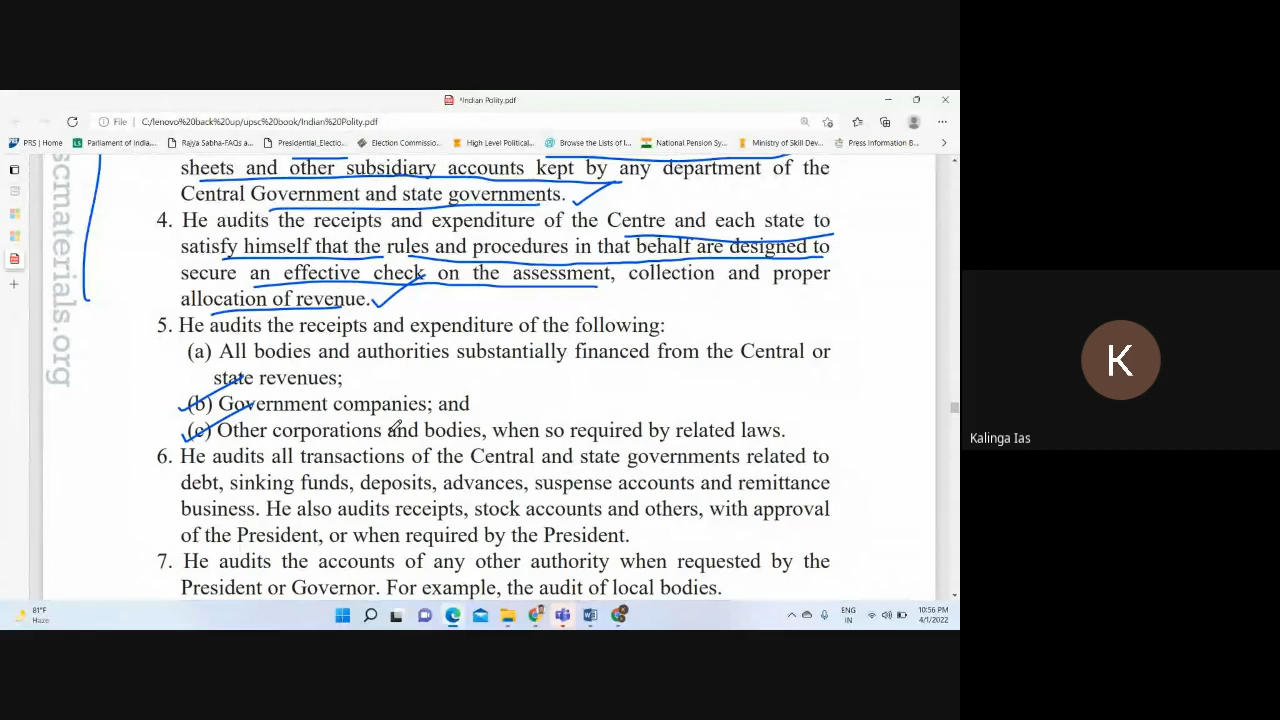 *Indian Polity.pdf
File C:/lenovo%20back%20up/upsc%20book/Indian%20Polity.pdf
PRS | Home Parliament of India,... Rajya Sabha-FAQs a... Presidential_Electio... Election Commissio... High Level Political... Browse the Lists of I... National Pension Sy... Ministry of Skill Dev... Press Information B...
sheets and other subsidiary accounts kept by any department of the
Central Government and state governments.
4. He audits the receipts and expenditure of the Centre and each state to
satisfy himself that the rules and procedures in that behalf are designed to
secure an effective check on the assessment, collection and proper
allocation of revenue.
5. He audits the receipts and expenditure of the following:
(a) All bodies and authorities substantially financed from the Central or
state revenues;
(b) Government companies; and
(c) Other corporations and bodies, when so required by related laws.
6. He audits all transactions of the Central and state governments related to
debt, sinking funds, deposits, advances, suspense accounts and remittance
business. He also audits receipts, stock accounts and others, with approval
of the President, or when required by the President.
7. He audits the accounts of any other authority when requested by the
President or Governor. For example, the audit of local bodies.
scmaterials.org
81°F
Haze
ENG
IN
10:56 PM
4/1/2022
K
Kalinga Ias